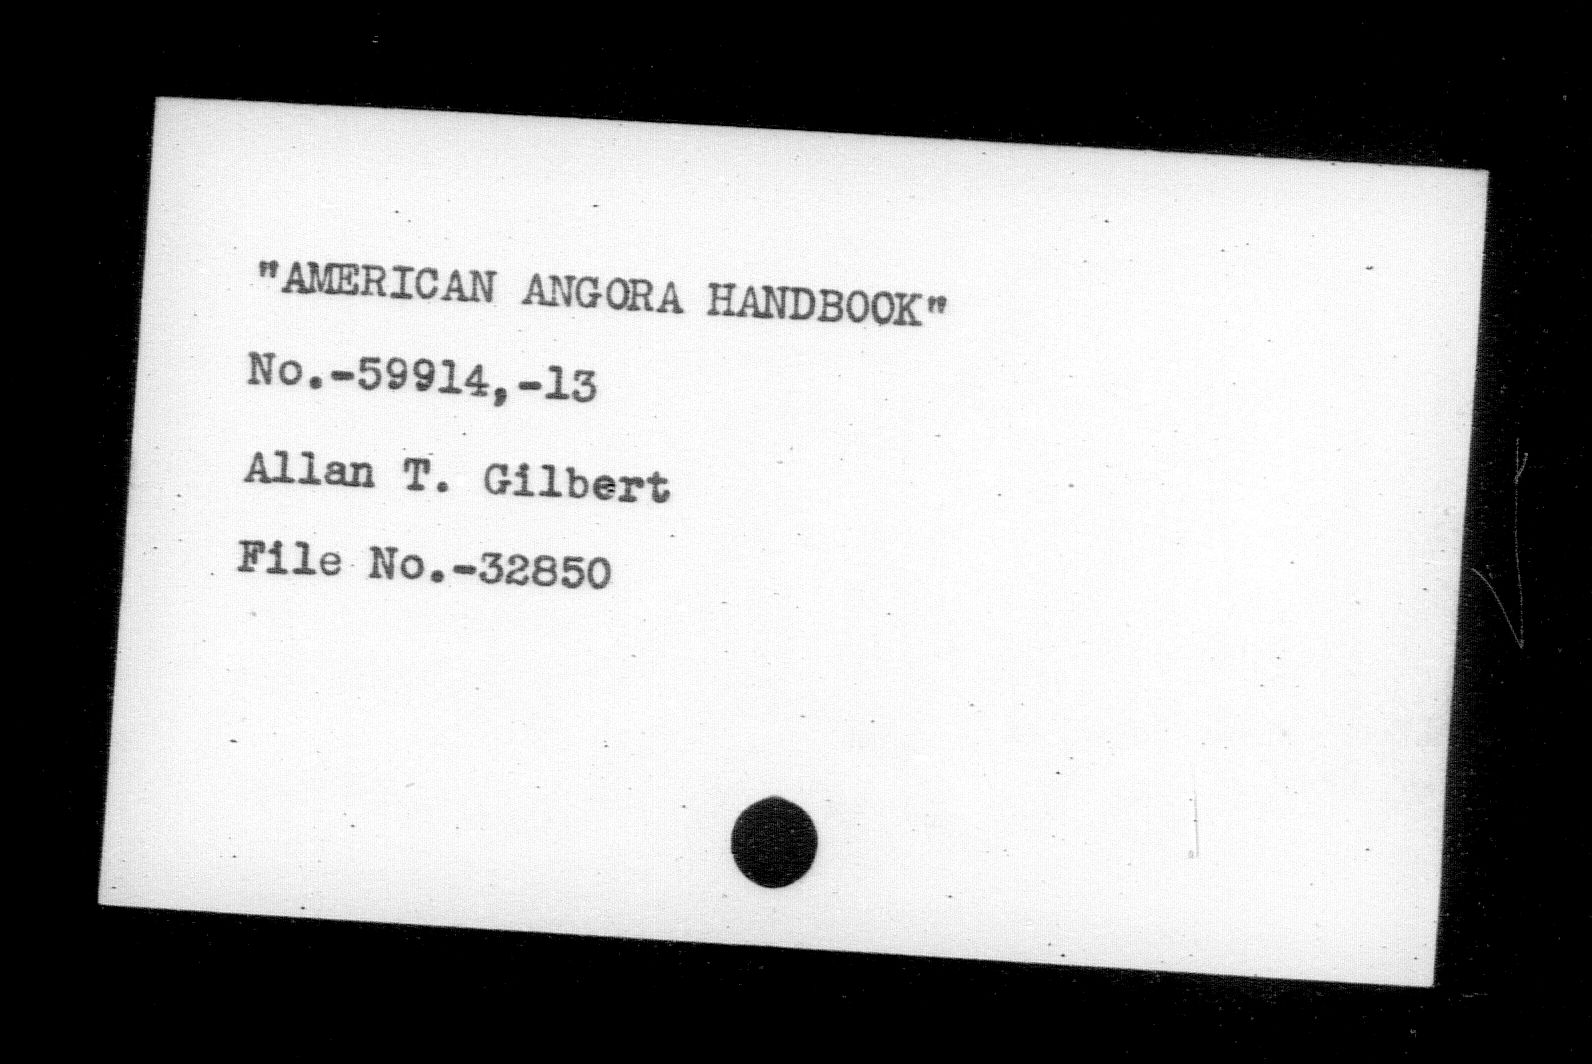 "AMERICAN ANGORA HANDBOOK"
No.-59914,-13
Allan T. Gilbert
File No.-32850